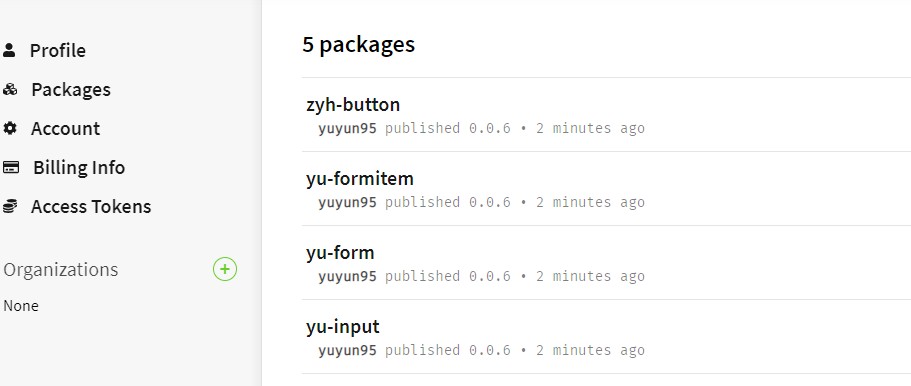 Profile
Packages
Account
Billing Info
Access Tokens
Organizations
None
5 packages
zyh-button
yuyun95 published 0.0.6 • 2 minutes ago
yu-formitem
yuyun95 published 0.0.6 • 2 minutes ago
yu-form
yuyun95 published 0.0.6 • 2 minutes ago
yu-input
yuyun95 published 0.0.6 • 2 minutes ago